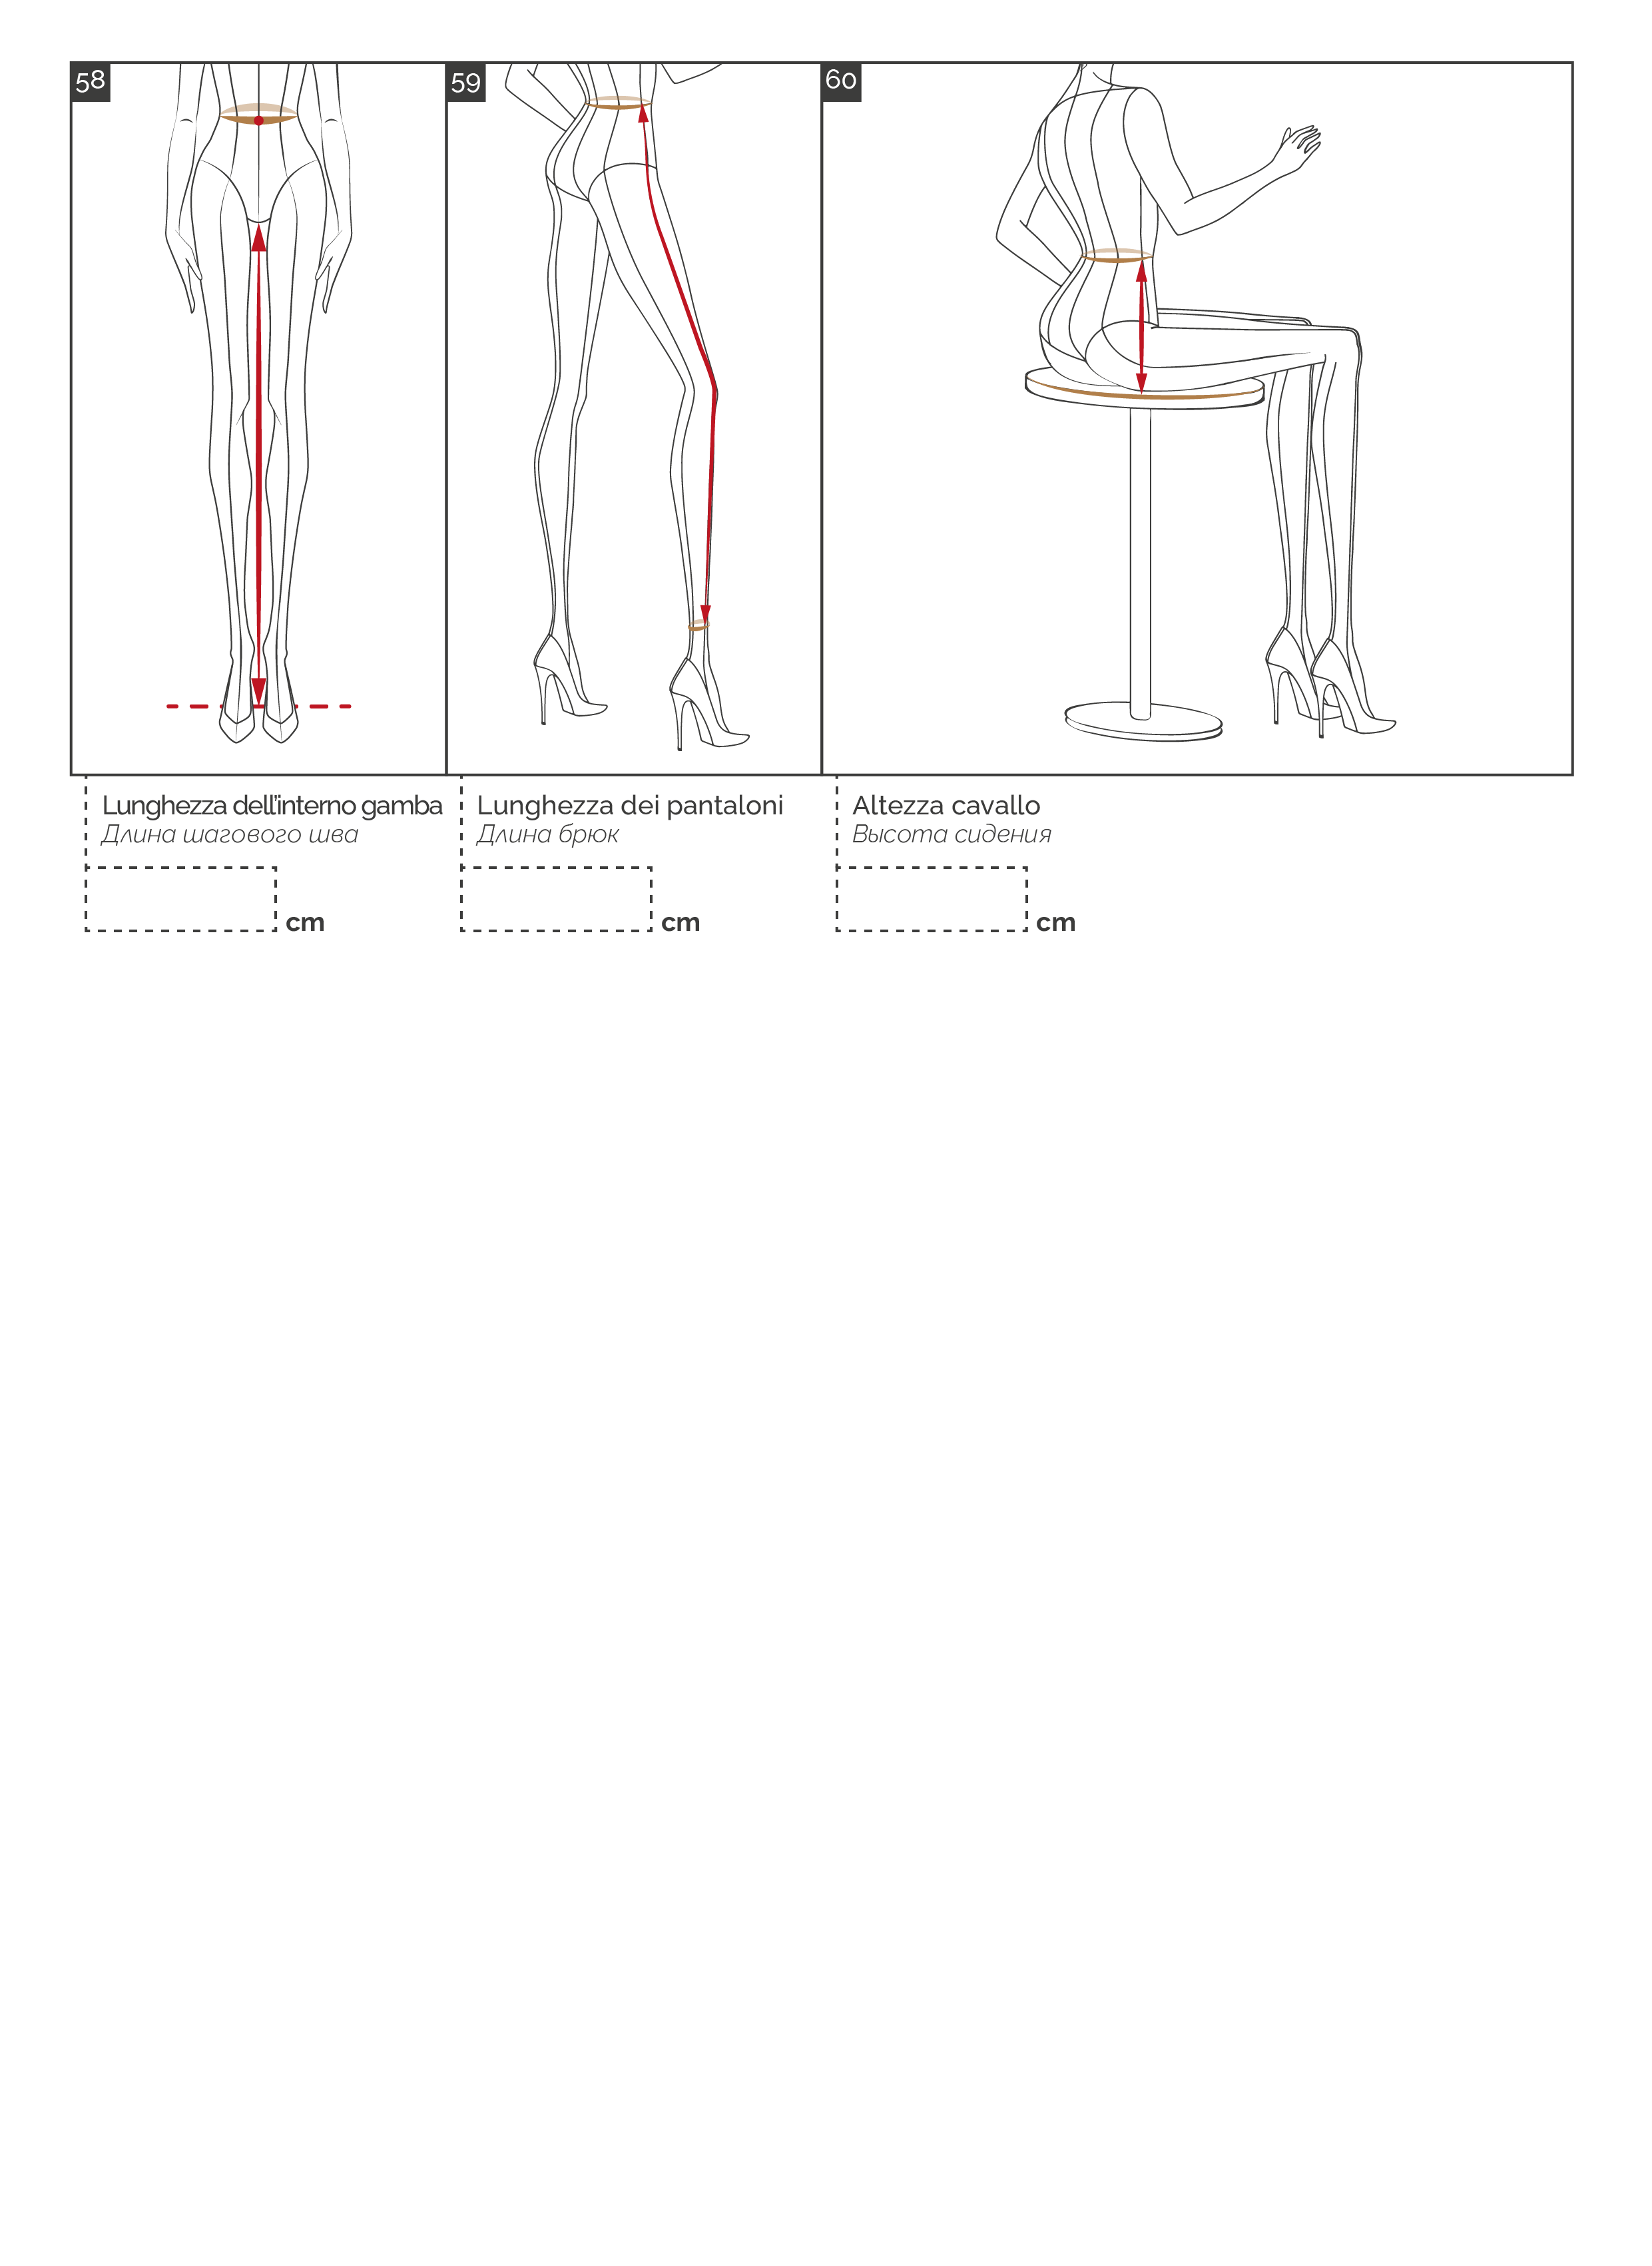 58
59
60
Lunghezza dell'interno gamba
Длина шагового шва
cm
Lunghezza dei pantaloni
Длина брюк
cm
Altezza cavallo
Высота сидения
cm